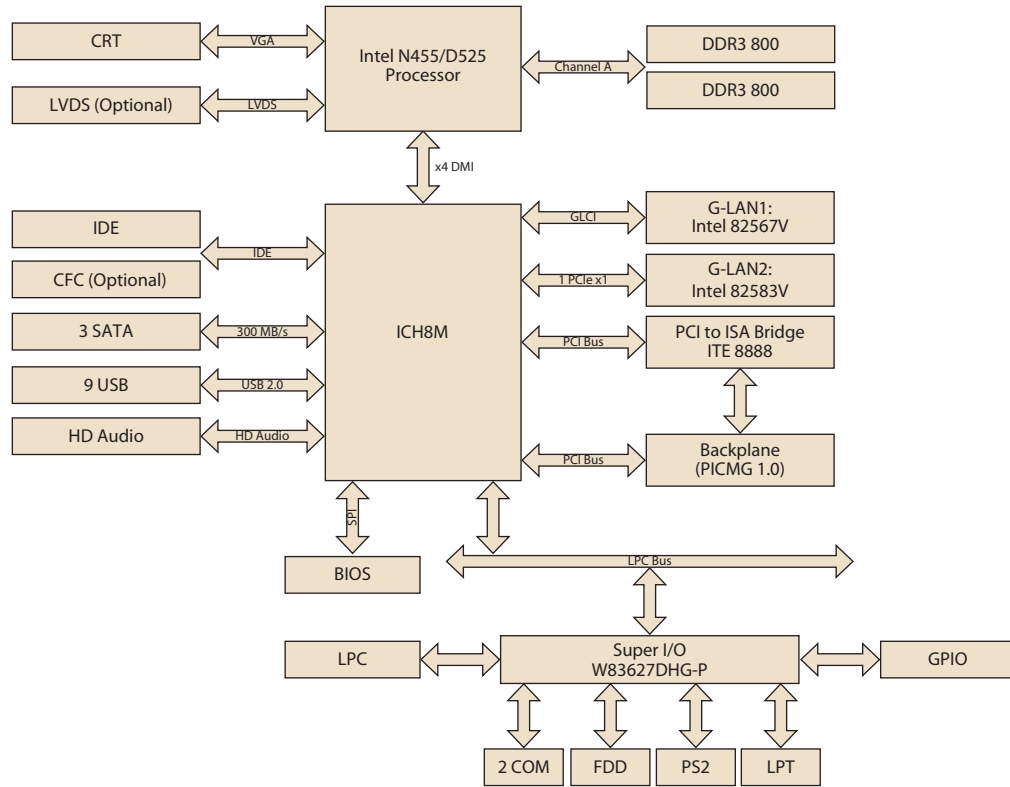 CRT
VGA
Intel N455/D525
Processor
Channel A
DDR3 800
DDR3 800
LVDS (Optional)
LVDS
x4 DMI
IDE
IDE
CFC (Optional)
3 SATA
300 MB/s
9 USB
USB 2.0
HD Audio
HD Audio
ICH8M
GLCI
G-LAN1:
Intel 82567V
1 PCIe x1
G-LAN2:
Intel 82583V
PCI Bus
PCI to ISA Bridge
ITE 8888
PCI Bus
Backplane
(PICMG 1.0)
SPI
BIOS
LPC Bus
LPC
Super I/O
W83627DHG-P
GPIO
2 COM
FDD
PS2
LPT